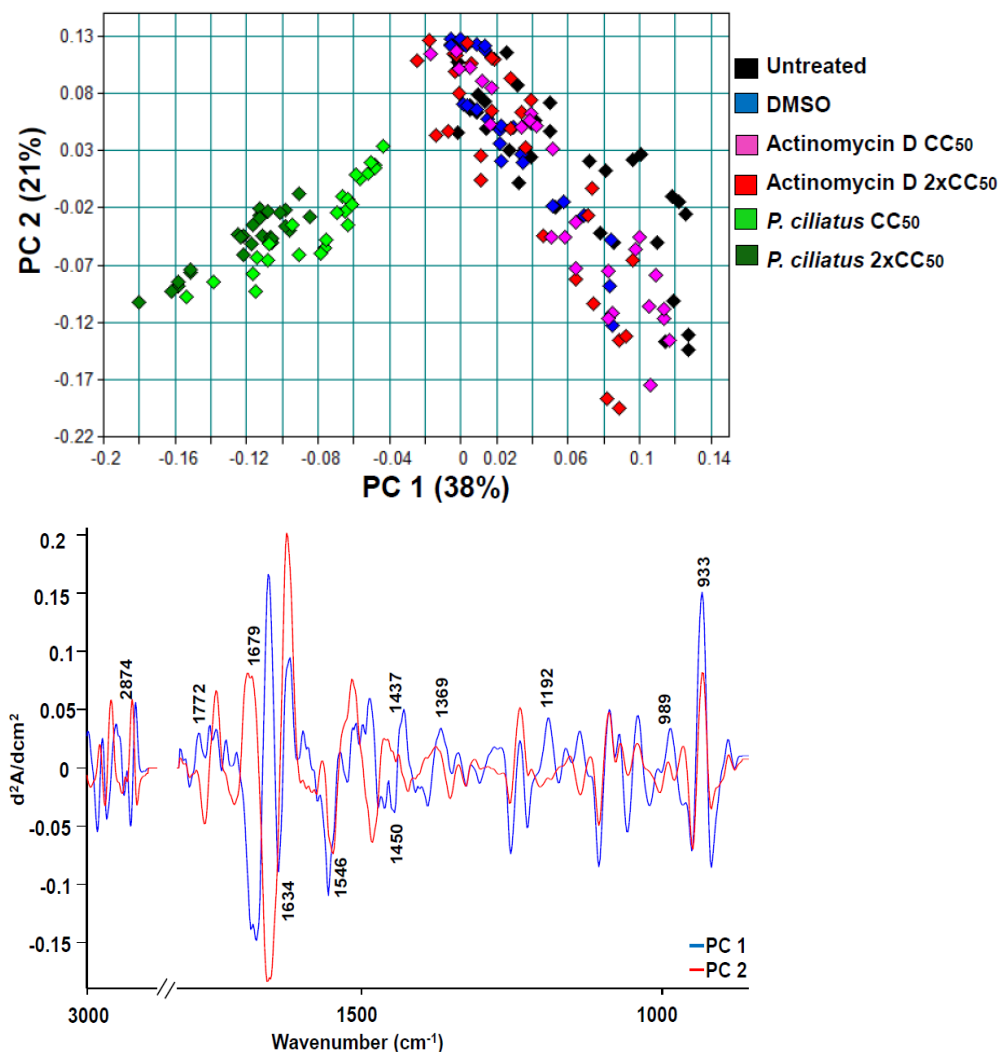 0.13
0.08
0.03
-0.02
-0.07
-0.12
-0.17
-0.22
PC 2 (21%)
-0.2 -0.16 -0.12 -0.08 -0.04 0 0.02 0.06 0.1 0.14
PC 1 (38%)
Untreated
DMSO
Actinomycin D CC50
Actinomycin D 2xCC50
P. ciliatus CC50
P. ciliatus 2xCC50
0.2
0.15
0.1
0.05
0
-0.05
-0.1
-0.15
d²A/dcm²
2874
1772
1679
1634
1546
1437
1450
1369
1192
989
933
PC 1
PC 2
3000 1500 1000
Wavenumber (cm-1)